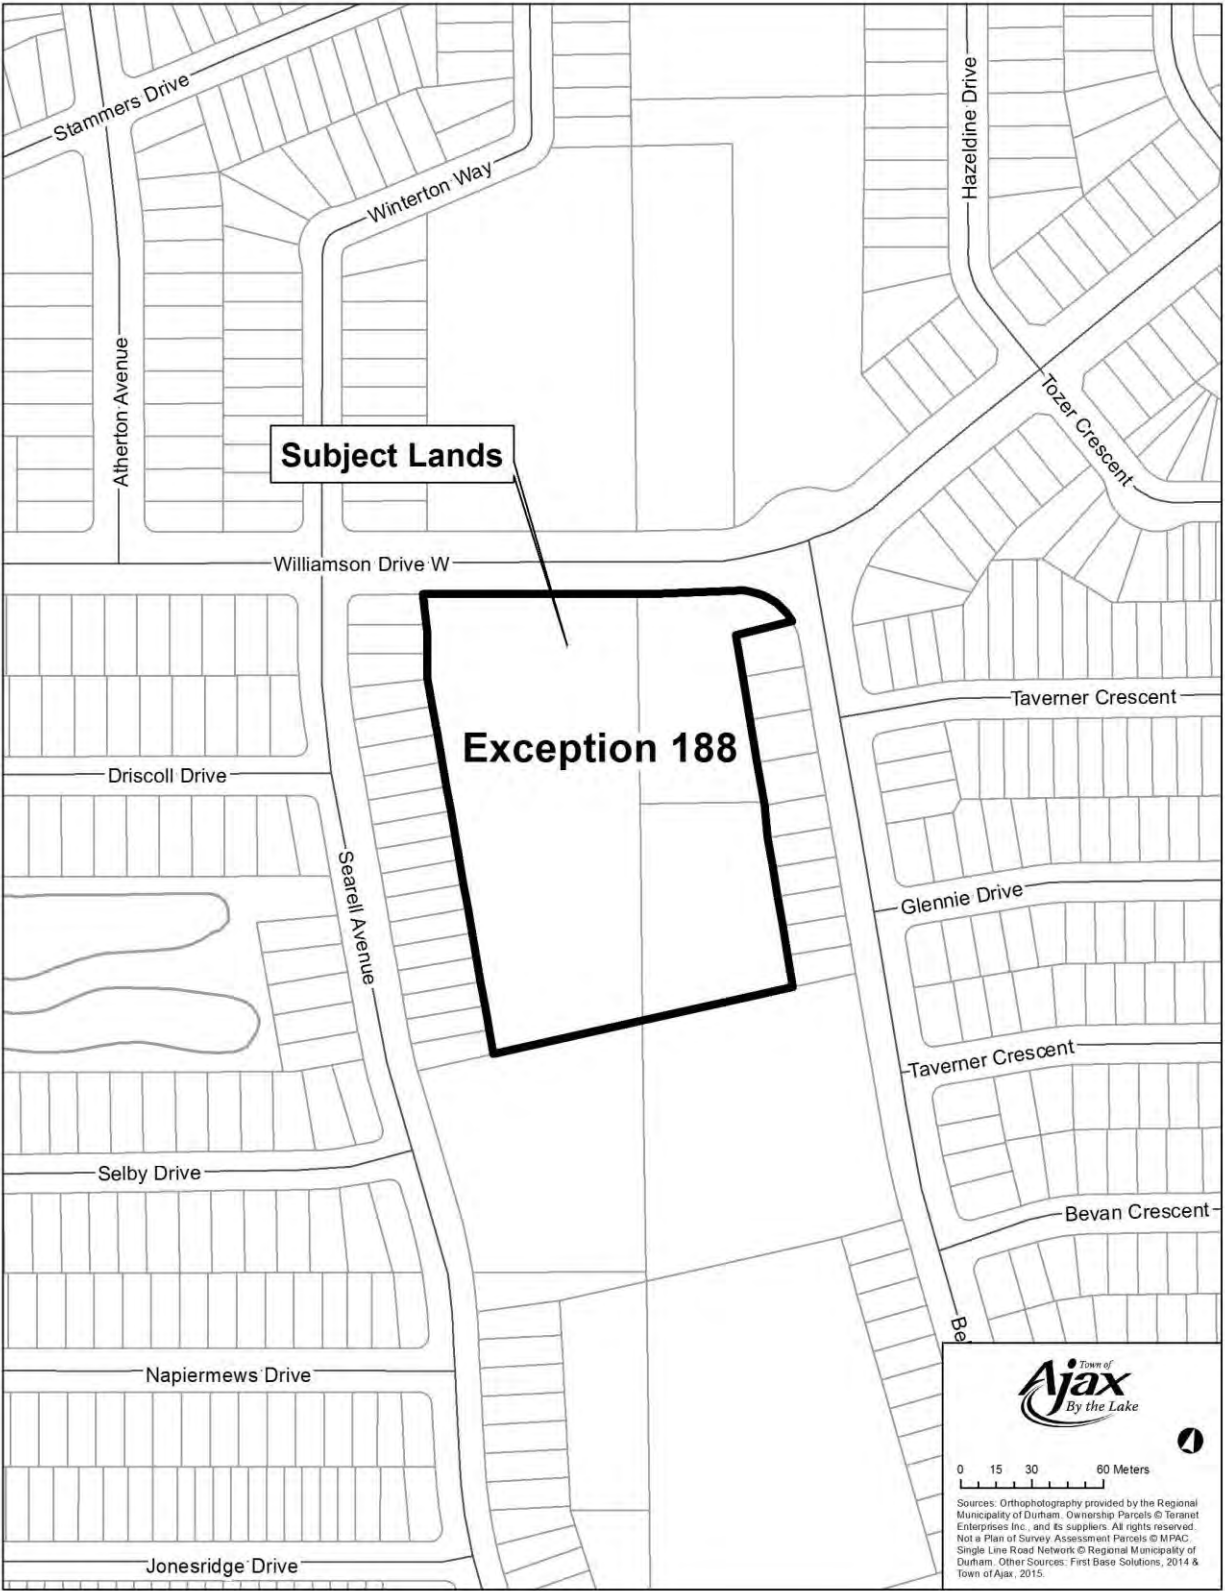 Stammers Drive
Winterton Way
Hazeldine Drive
Atherton Avenue
Tozer Crescent
Subject Lands
Williamson Drive W
Taverner Crescent
Exception 188
Driscoll Drive
Searell Avenue
Glennie Drive
Taverner Crescent
Selby Drive
Bevan Crescent
Be
Napiermews Drive
Jonesridge Drive
Town of
Ajax
By the Lake
0 15 30 60 Meters
Sources: Orthophotography provided by the Regional
Municipality of Durham. Ownership Parcels © Teranet
Enterprises Inc., and its suppliers. All rights reserved.
Not a Plan of Survey. Assessment Parcels © MPAC.
Single Line Road Network © Regional Municipality of
Durham. Other Sources: First Base Solutions, 2014 &
Town of Ajax, 2015.